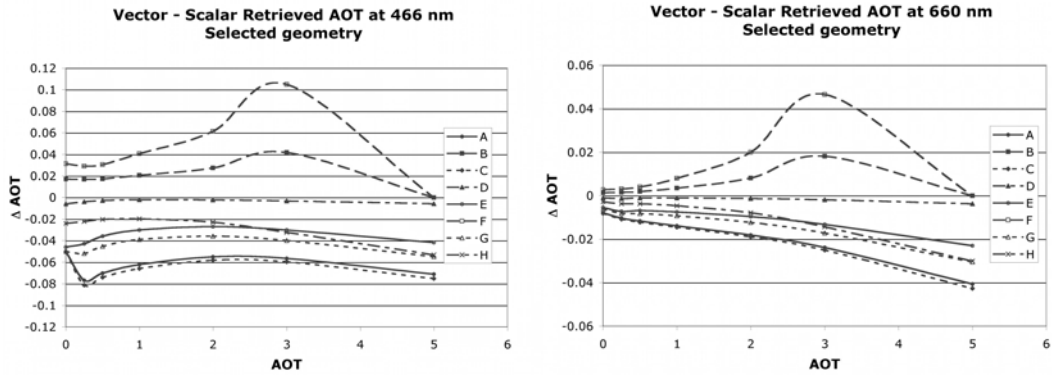 Vector - Scalar Retrieved AOT at 466 nm
Selected geometry
0.12
0.1
0.08
0.06
0.04
0.02
0
-0.02
-0.04
-0.06
-0.08
-0.1
-0.12
Δ AOT
0 1 2 3 4 5 6
AOT
A
B
C
D
E
F
G
H
Vector - Scalar Retrieved AOT at 660 nm
Selected geometry
0.06
0.04
0.02
0
-0.02
-0.04
-0.06
Δ AOT
0 1 2 3 4 5 6
AOT
A
B
C
D
E
F
G
H